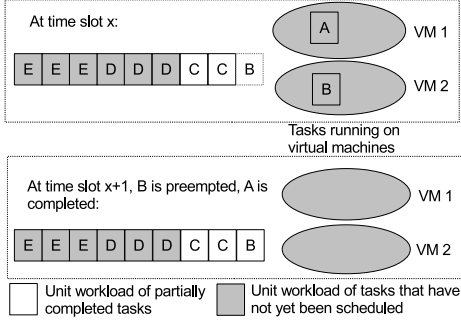 At time slot x:
A
VM 1
E E E D D D C C B
B
VM 2
Tasks running on
virtual machines
At time slot x+1, B is preempted, A is
completed:
VM 1
E E E D D D C C B
VM 2
Unit workload of partially
completed tasks
Unit workload of tasks that have
not yet been scheduled